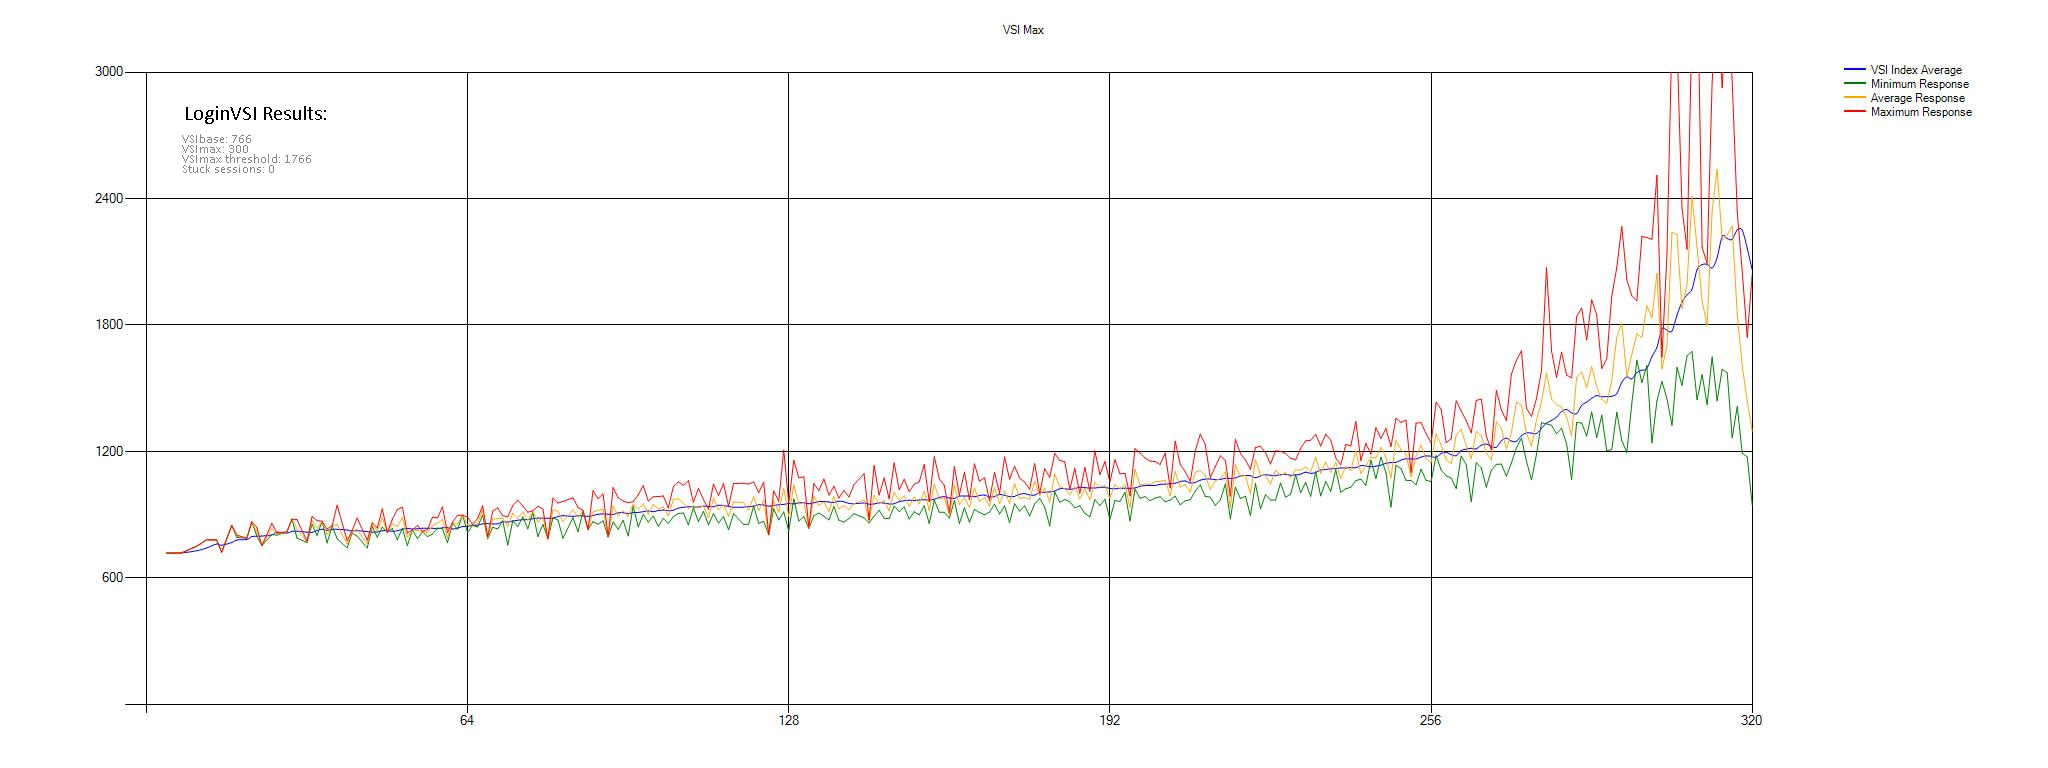 VSI Max
3000
2400
1800
1200
600
LoginVSI Results:
VSIbase: 766
VSImax: 300
VSImax threshold: 1766
Stuck sessions: 0
VSI Index Average
Minimum Response
Average Response
Maximum Response
64
128
192
256
320